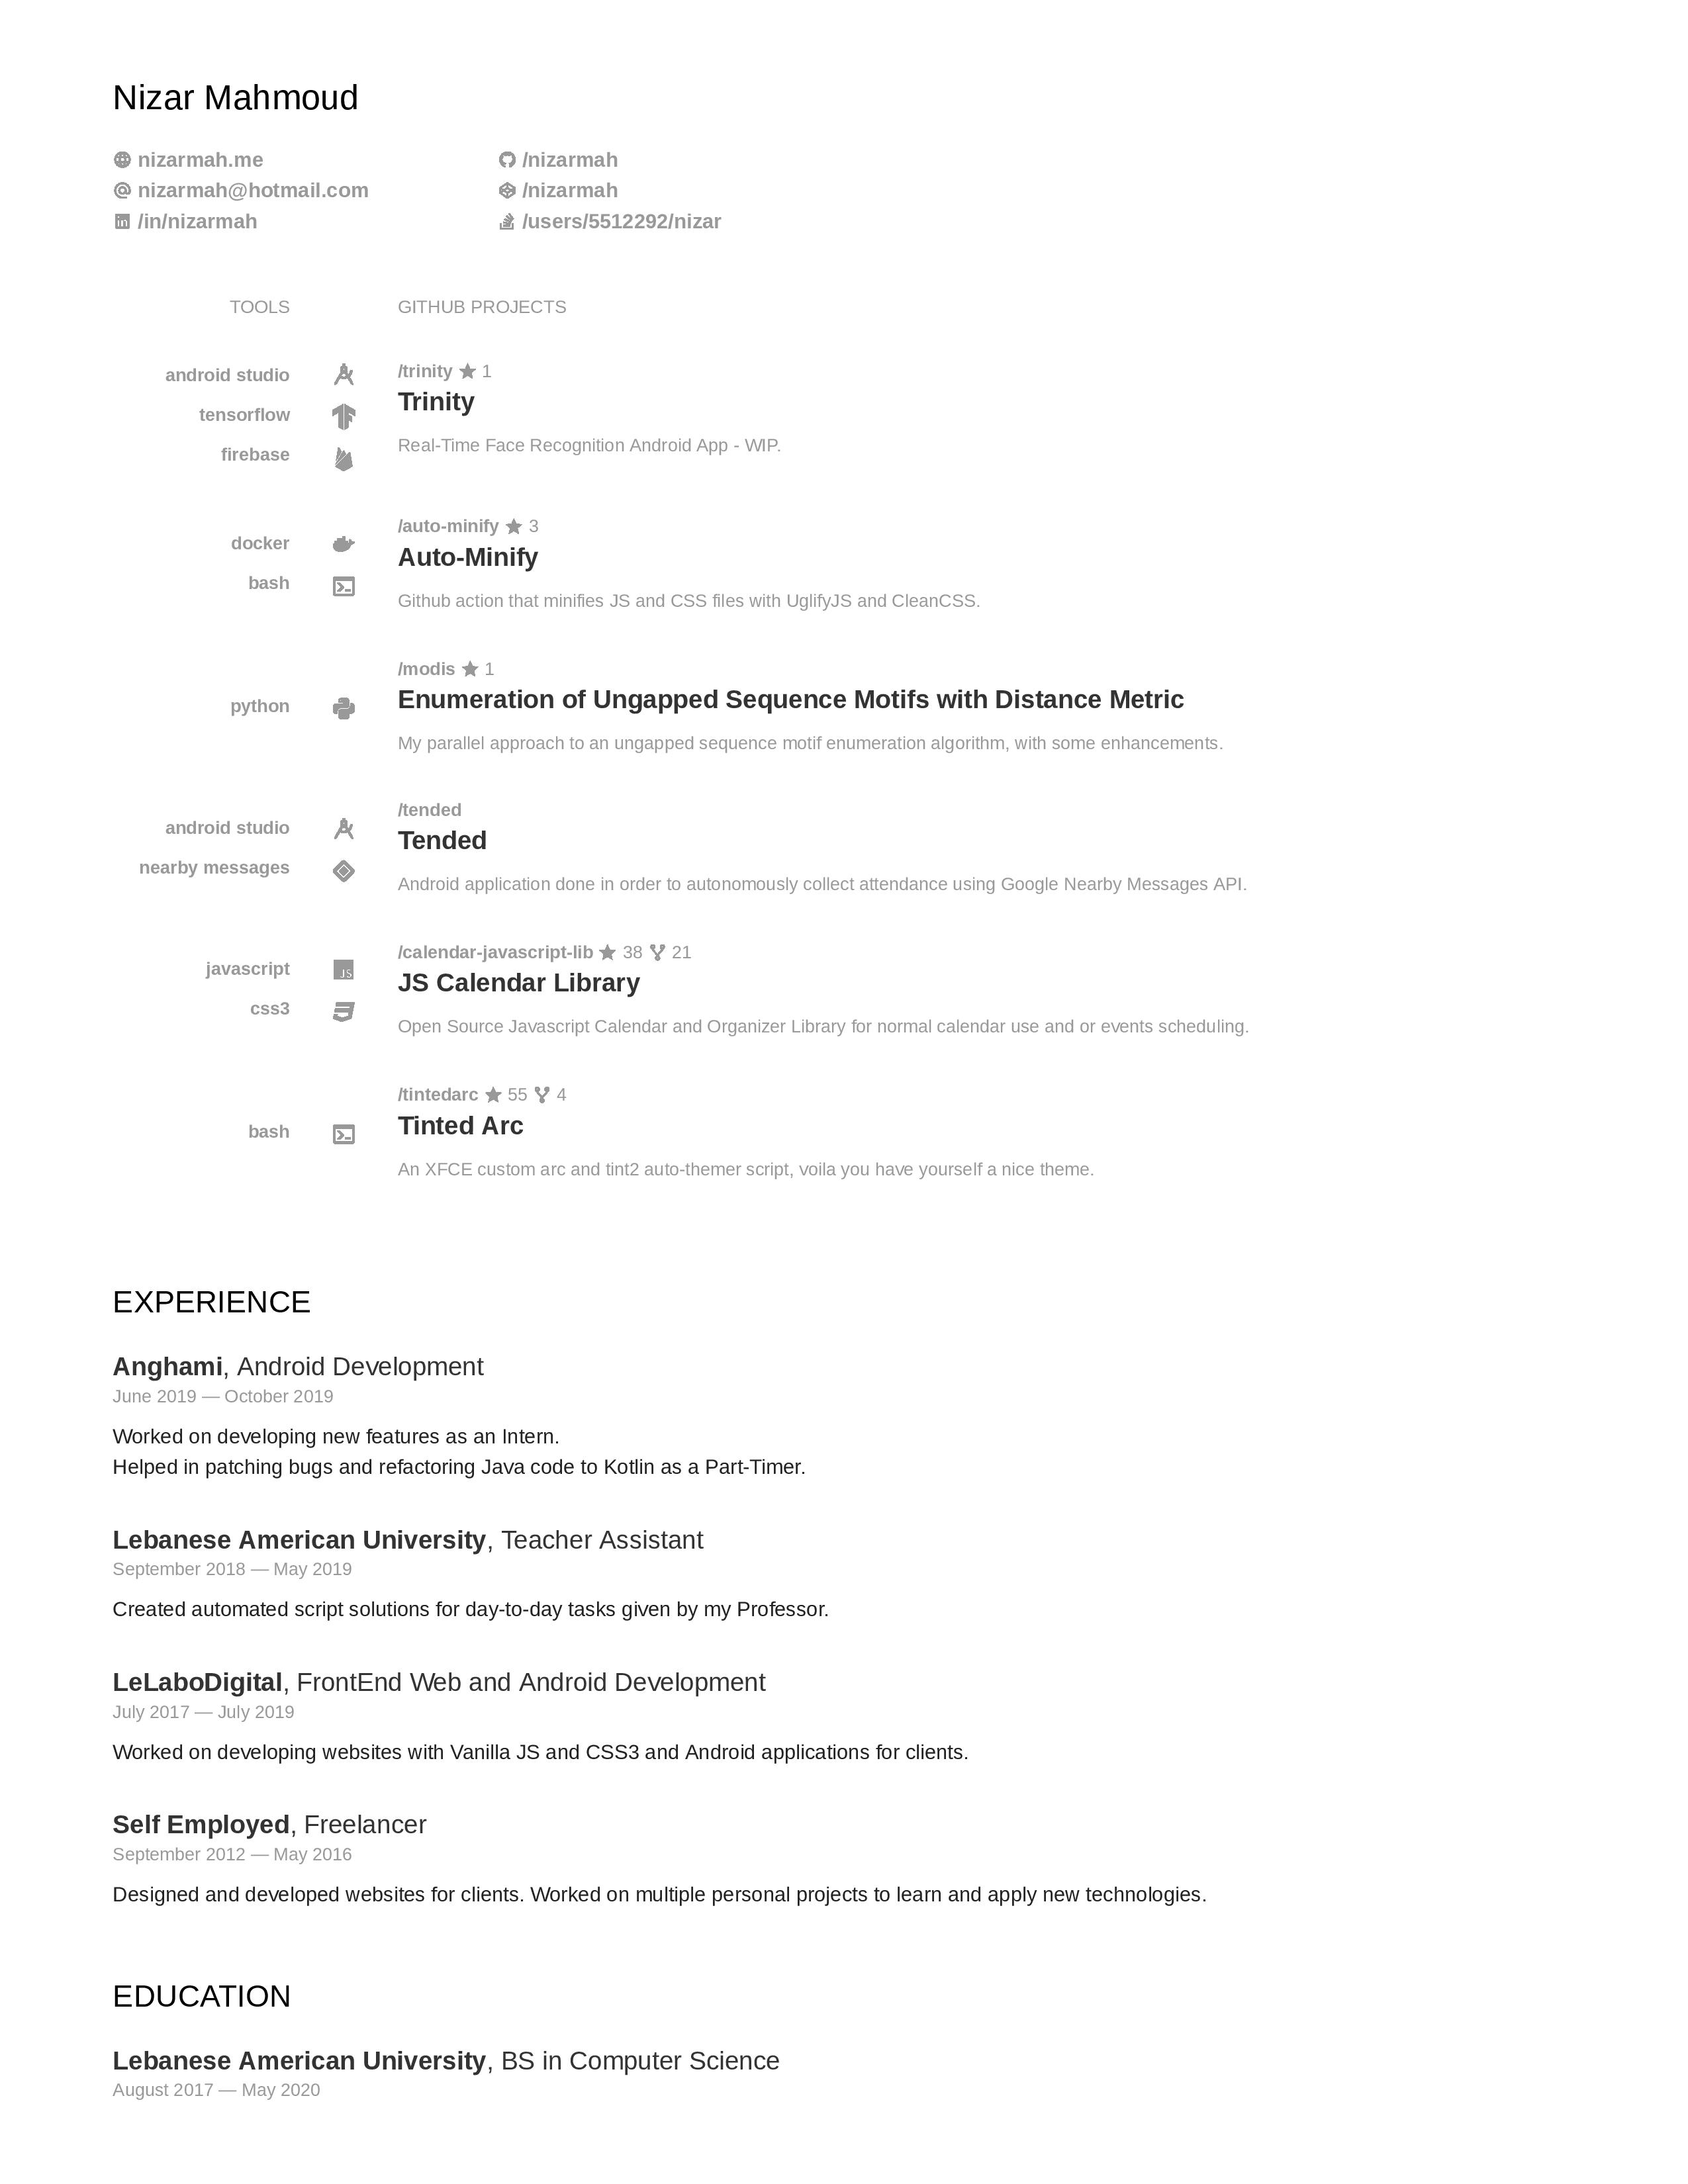 Nizar Mahmoud
nizarmah.me
nizarmah@hotmail.com
/in/nizarmah
/nizarmah
/nizarmah
/users/5512292/nizar
TOOLS
GITHUB PROJECTS
android studio
tensorflow
firebase
/trinity 1
Trinity
Real-Time Face Recognition Android App - WIP.
docker
bash
/auto-minify 3
Auto-Minify
Github action that minifies JS and CSS files with UglifyJS and CleanCSS.
python
/modis 1
Enumeration of Ungapped Sequence Motifs with Distance Metric
My parallel approach to an ungapped sequence motif enumeration algorithm, with some enhancements.
android studio
nearby messages
/tended
Tended
Android application done in order to autonomously collect attendance using Google Nearby Messages API.
javascript
css3
/calendar-javascript-lib 38 21
JS Calendar Library
Open Source Javascript Calendar and Organizer Library for normal calendar use and or events scheduling.
bash
/tintedarc 55 4
Tinted Arc
An XFCE custom arc and tint2 auto-themer script, voila you have yourself a nice theme.
EXPERIENCE
Anghami, Android Development
June 2019 — October 2019
Worked on developing new features as an Intern.
Helped in patching bugs and refactoring Java code to Kotlin as a Part-Timer.
Lebanese American University, Teacher Assistant
September 2018 — May 2019
Created automated script solutions for day-to-day tasks given by my Professor.
LeLaboDigital, FrontEnd Web and Android Development
July 2017 — July 2019
Worked on developing websites with Vanilla JS and CSS3 and Android applications for clients.
Self Employed, Freelancer
September 2012 — May 2016
Designed and developed websites for clients. Worked on multiple personal projects to learn and apply new technologies.
EDUCATION
Lebanese American University, BS in Computer Science
August 2017 — May 2020